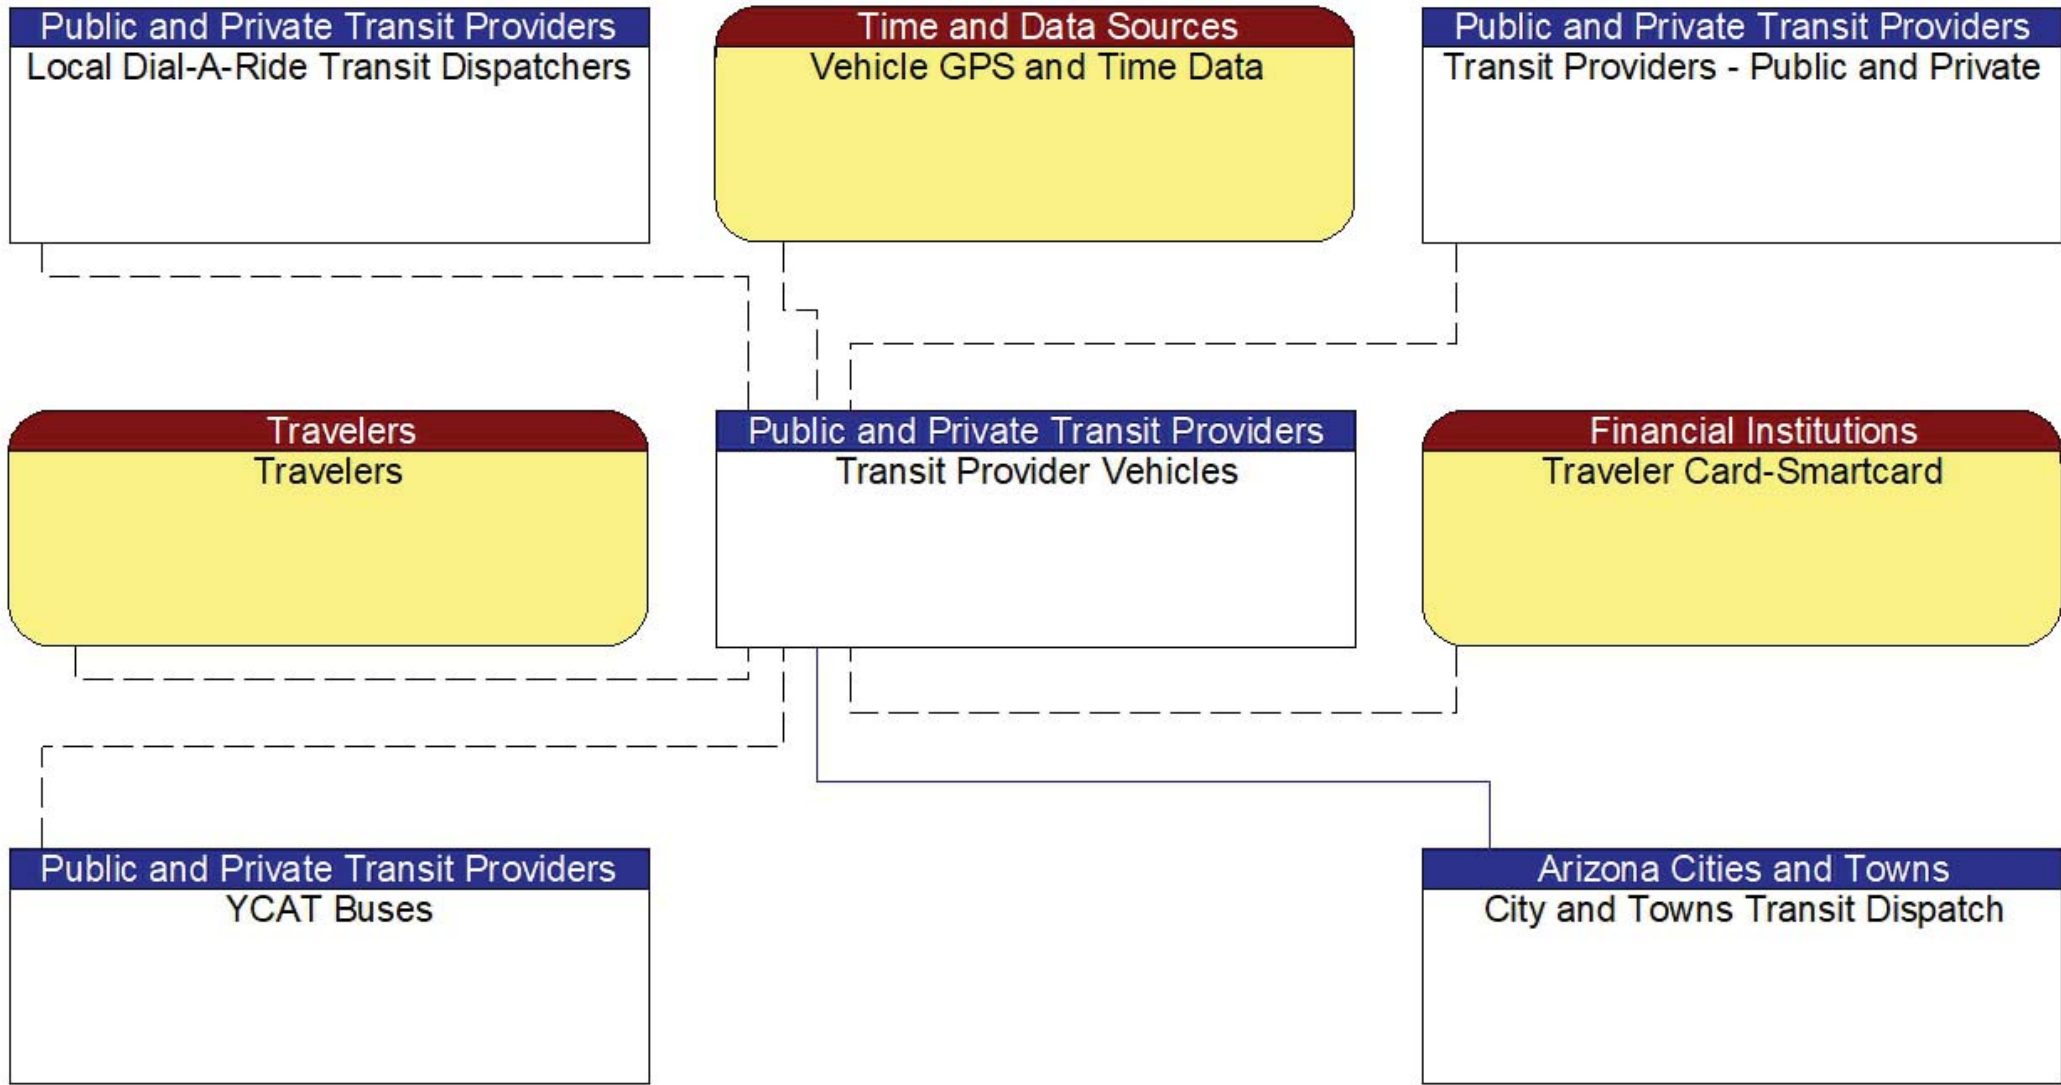 Public and Private Transit Providers
Local Dial-A-Ride Transit Dispatchers
Time and Data Sources
Vehicle GPS and Time Data
Public and Private Transit Providers
Transit Providers - Public and Private
Travelers
Travelers
Public and Private Transit Providers
Transit Provider Vehicles
Financial Institutions
Traveler Card-Smartcard
Public and Private Transit Providers
YCAT Buses
Arizona Cities and Towns
City and Towns Transit Dispatch